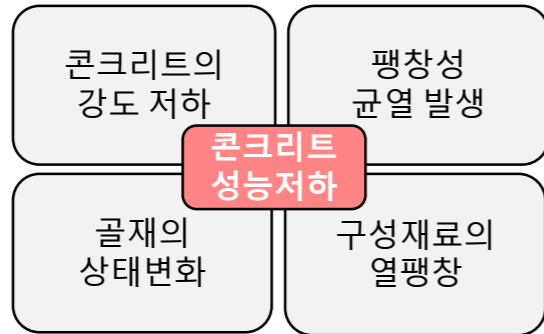 콘크리트의
강도 저하
팽창성
균열 발생
콘크리트
성능저하
골재의
상태변화
구성재료의
열팽창